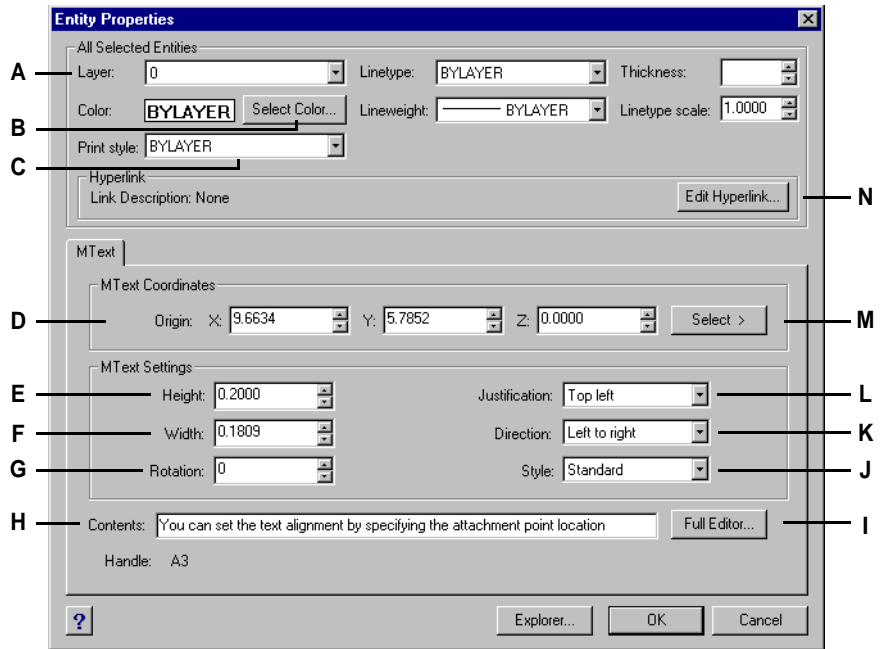 Entity Properties
All Selected Entities
A Layer: 0 Linetype: BYLAYER Thickness:
Color: BYLAYER Select Color... Lineweight: BYLAYER Linetype scale: 1.0000
B
Print style: BYLAYER
C
Hyperlink
Link Description: None Edit Hyperlink... N
MText
MText Coordinates
D Origin: X: 9.6634 Y: 5.7852 Z: 0.0000 Select > M
MText Settings
E Height: 0.2000 Justification: Top left L
F Width: 0.1809 Direction: Left to right K
G Rotation: 0 Style: Standard J
H Contents: You can set the text alignment by specifying the attachment point location Full Editor... I
Handle: A3
? Explorer... OK Cancel